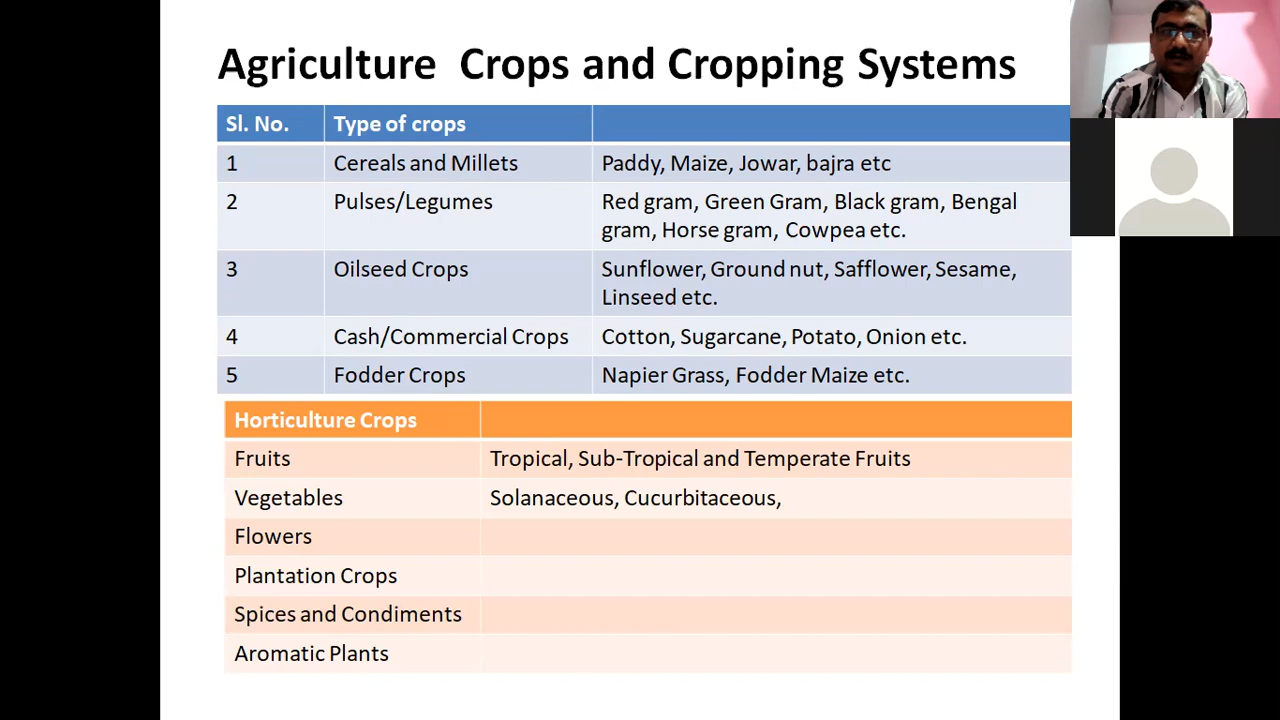 Agriculture Crops and Cropping Systems
Sl. No. Type of crops
1 Cereals and Millets Paddy, Maize, Jowar, bajra etc
2 Pulses/Legumes Red gram, Green Gram, Black gram, Bengal
gram, Horse gram, Cowpea etc.
3 Oilseed Crops Sunflower, Ground nut, Safflower, Sesame,
Linseed etc.
4 Cash/Commercial Crops Cotton, Sugarcane, Potato, Onion etc.
5 Fodder Crops Napier Grass, Fodder Maize etc.
Horticulture Crops
Fruits Tropical, Sub-Tropical and Temperate Fruits
Vegetables Solanaceous, Cucurbitaceous,
Flowers
Plantation Crops
Spices and Condiments
Aromatic Plants